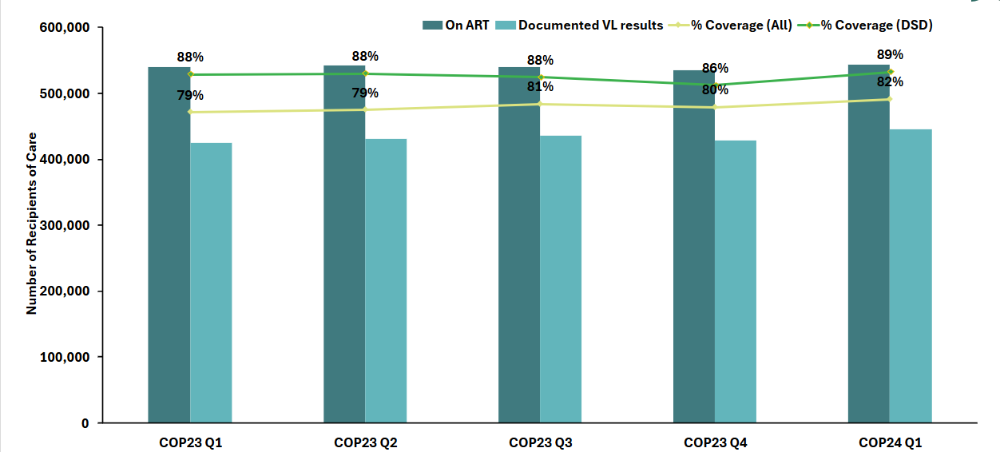 On ART
Documented VL results
% Coverage (All)
% Coverage (DSD)
600,000
500,000
400,000
300,000
200,000
100,000
0
Number of Recipients of Care
88%
88%
88%
86%
89%
79%
79%
81%
80%
82%
COP23 Q1
COP23 Q2
COP23 Q3
COP23 Q4
COP24 Q1